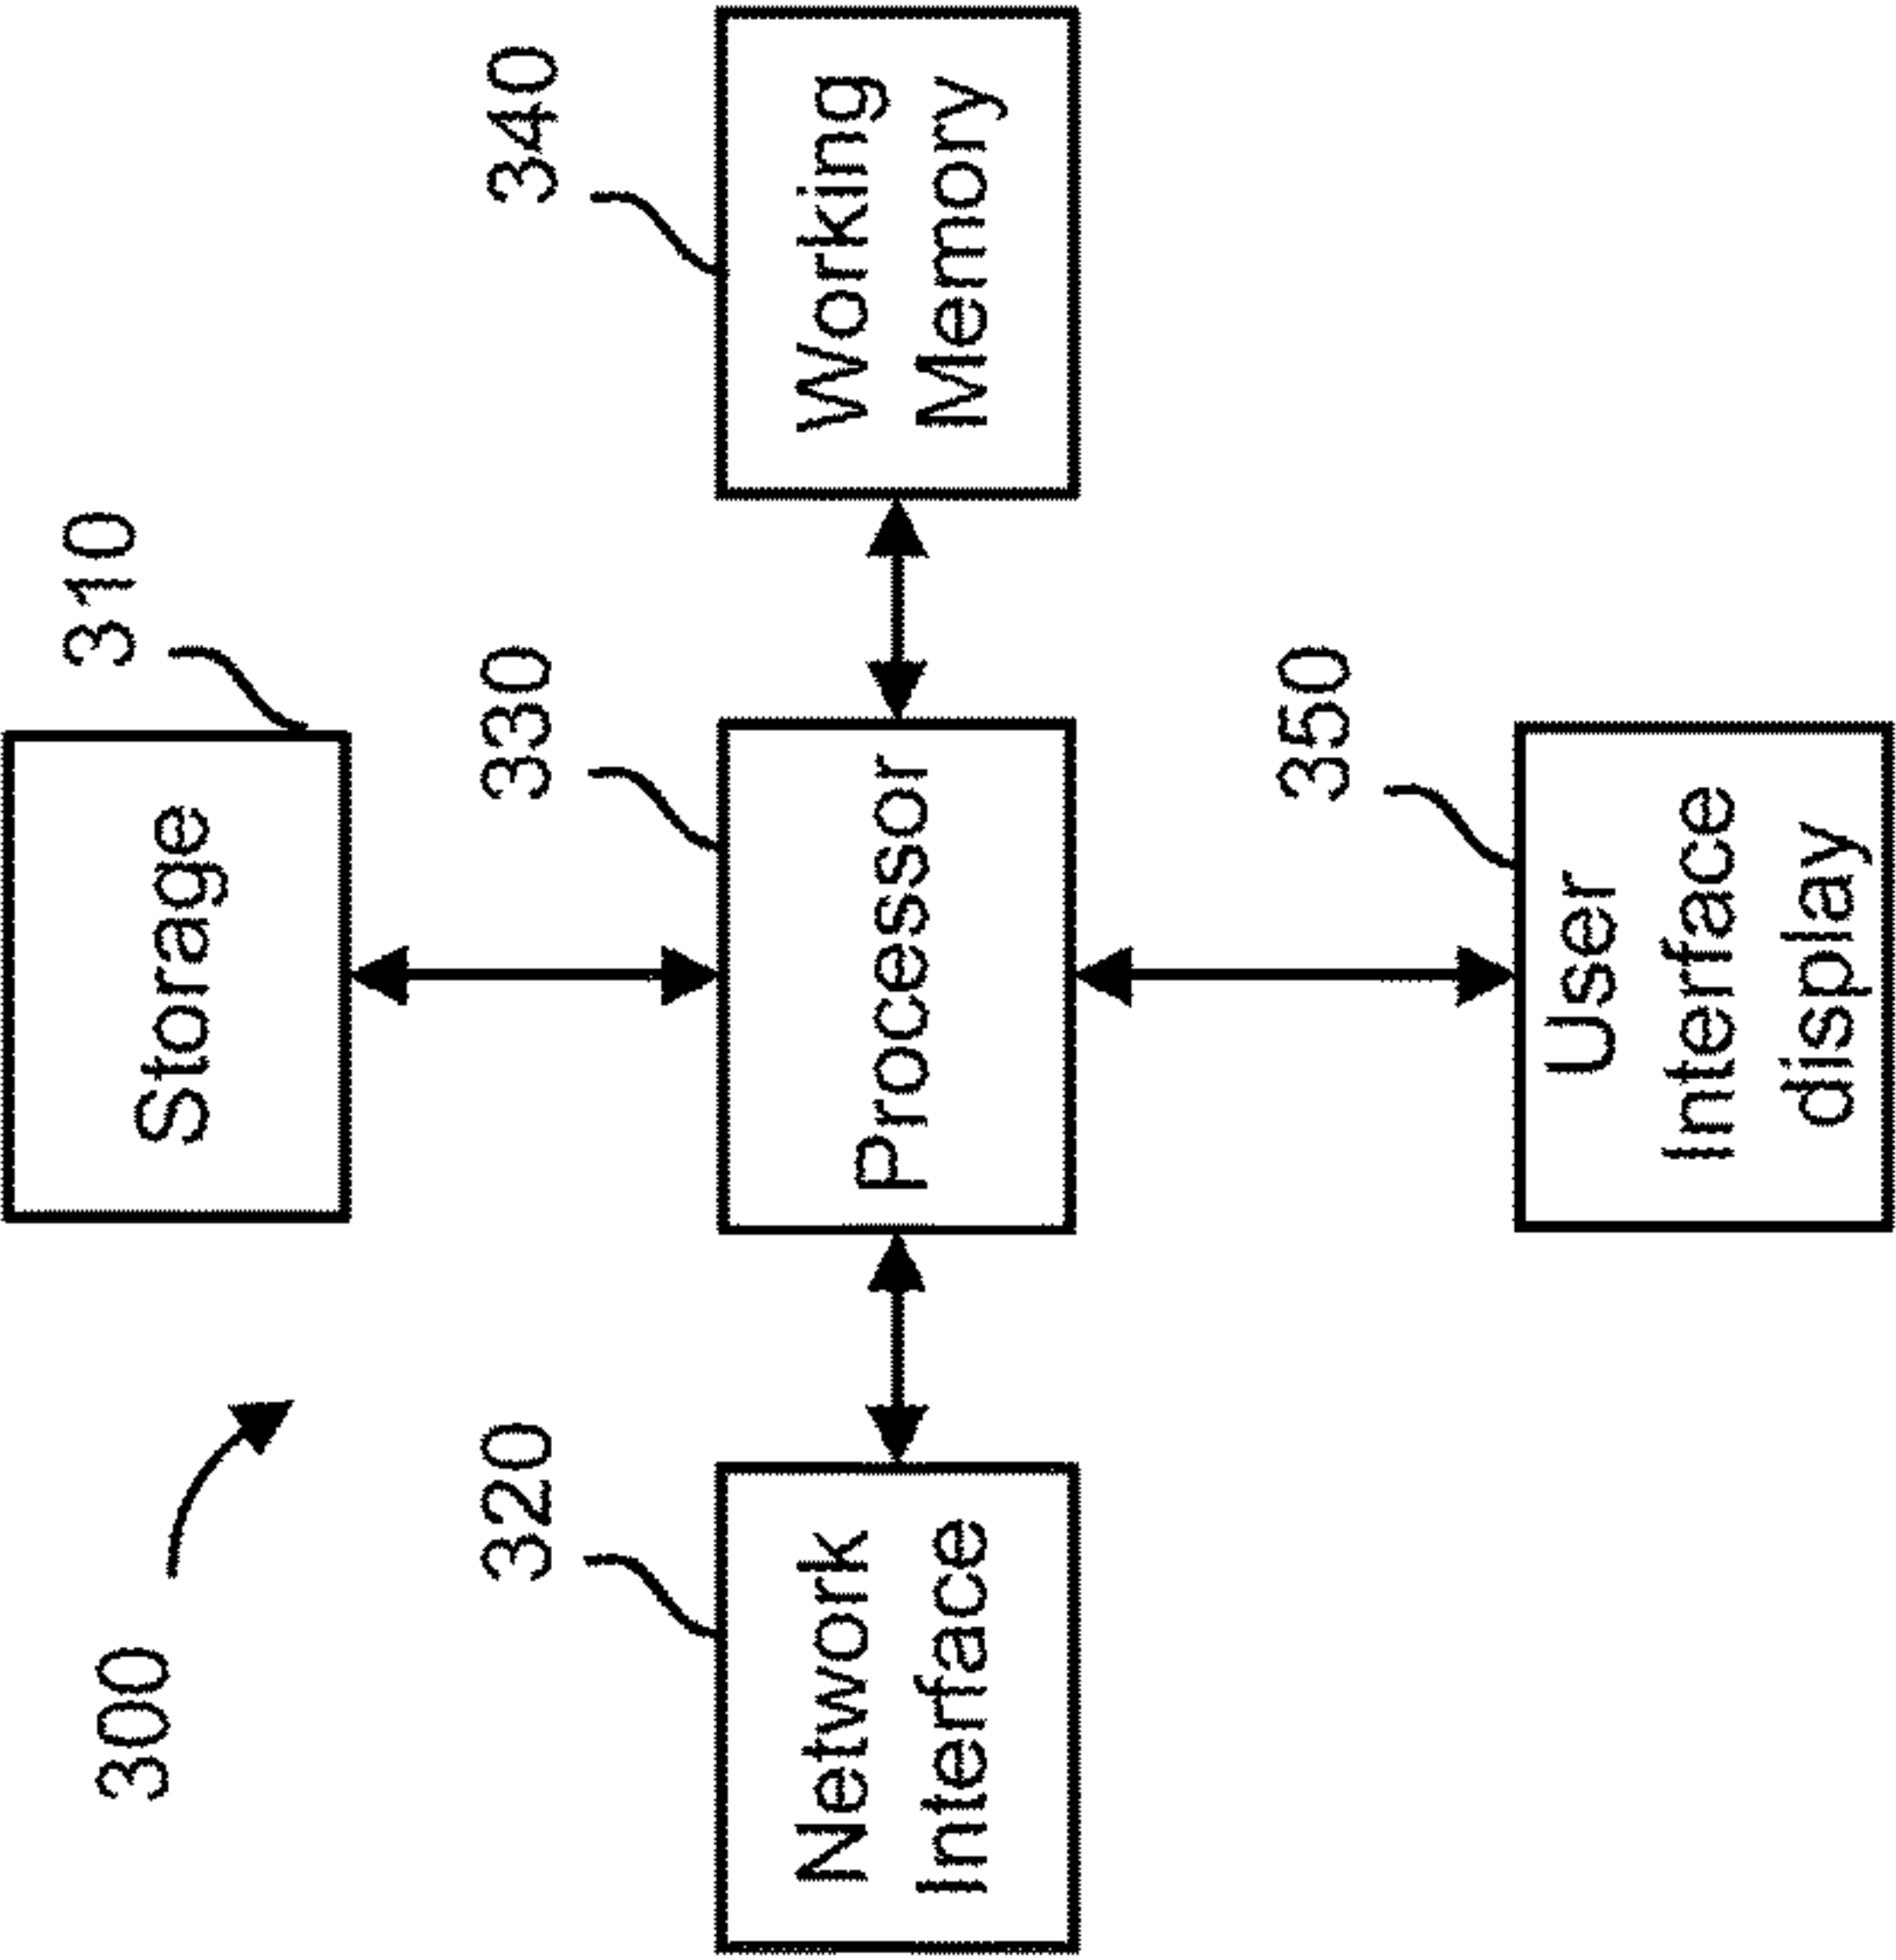 300
310
Storage
320
Network
Interface
330
Processor
340
Working
Memory
350
User
Interface
display